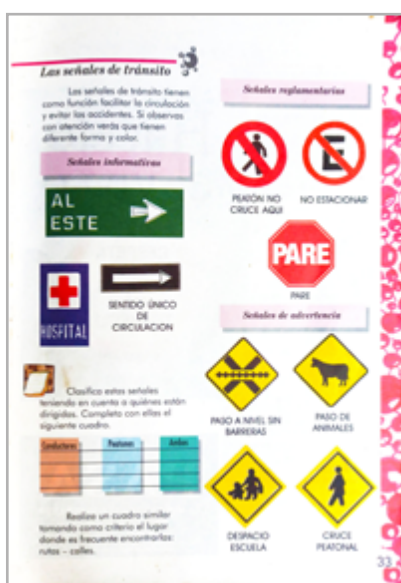 Las señales de tránsito
Las señales de tránsito tienen
como función facilitar la circulación
y evitar los accidentes. Si observas
con atención verás que tienen
diferente forma y color.
Señales informativas
AL
ESTE
HOSPITAL
SENTIDO ÚNICO
DE
CIRCULACION
Clasifica estas señales
teniendo en cuenta a quiénes están
dirigidas. Completa con ellas el
siguiente cuadro.
Conductores Peatones Ambos
Realiza un cuadro similar
tomando como criterio el lugar
donde es frecuente encontrarlas:
rutas – calles.
Señales reglamentarias
E
PEATÓN NO
CRUCE AQUI
NO ESTACIONAR
PARE
PARE
Señales de advertencia
PASO A NIVEL SIN
BARRERAS
PASO DE
ANIMALES
DESPACIO
ESCUELA
CRUCE
PEATONAL
33